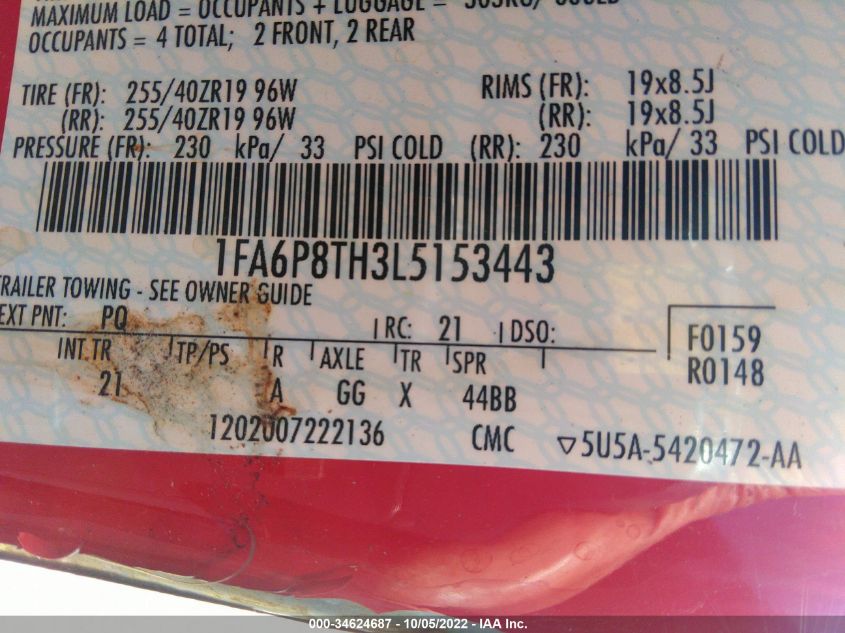 MAXIMUM LOAD = OCCUPANTS + LUGGAGE =
OCCUPANTS = 4 TOTAL; 2 FRONT, 2 REAR
TIRE (FR): 255/40ZR19 96W RIMS (FR): 19x8.5J
(RR): 255/40ZR19 96W (RR): 19x8.5J
PRESSURE (FR): 230 kPa/ 33 PSI COLD (RR): 230 kPa/ 33 PSI COLD
1FA6P8TH3L5153443
TRAILER TOWING - SEE OWNER GUIDE
EXT PNT: PQ RC: 21 DSO:
F0159
R0148
INT TR TP/PS R AXLE TR SPR
21 A GG X 44BB
1202007222136 CMC ▽5U5A-5420472-AA
000-34624687 - 10/05/2022 - IAA Inc.